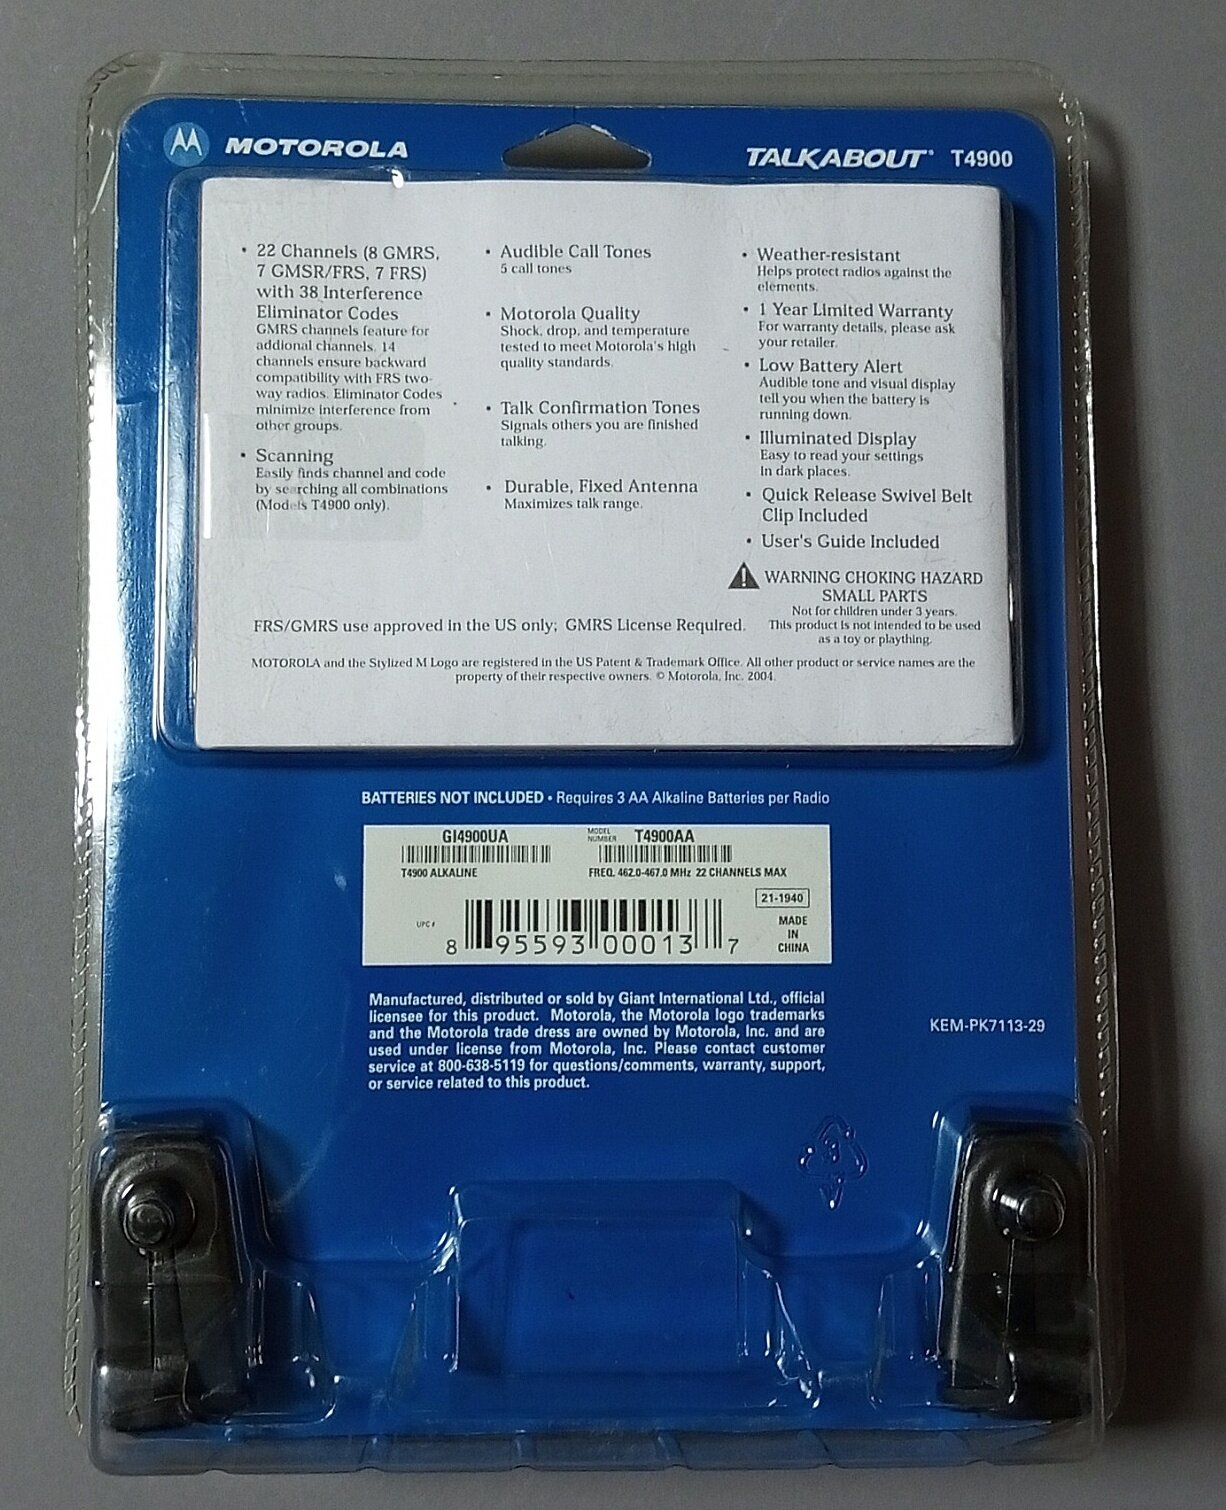 MOTOROLA
TALKABOUT® T4900
• 22 Channels (8 GMRS,
7 GMSR/FRS, 7 FRS)
with 38 Interference
Eliminator Codes
GMRS channels feature for
addional channels. 14
channels ensure backward
compatibility with FRS two-
way radios. Eliminator Codes
minimize interference from
other groups.
• Scanning
Easily finds channel and code
by searching all combinations
(Models T4900 only).
• Audible Call Tones
5 call tones
• Motorola Quality
Shock, drop, and temperature
tested to meet Motorola's high
quality standards.
• Talk Confirmation Tones
Signals others you are finished
talking.
• Durable, Fixed Antenna
Maximizes talk range.
• Weather-resistant
Helps protect radios against the
elements.
• 1 Year Limited Warranty
For warranty details, please ask
your retailer.
• Low Battery Alert
Audible tone and visual display
tell you when the battery is
running down.
• Illuminated Display
Easy to read your settings
in dark places.
• Quick Release Swivel Belt
Clip Included
• User's Guide Included
WARNING CHOKING HAZARD
SMALL PARTS
Not for children under 3 years.
This product is not intended to be used
as a toy or plaything.
FRS/GMRS use approved in the US only; GMRS License Required.
MOTOROLA and the Stylized M Logo are registered in the US Patent & Trademark Office. All other product or service names are the
property of their respective owners. © Motorola, Inc. 2004.
BATTERIES NOT INCLUDED • Requires 3 AA Alkaline Batteries per Radio
GI4900UA
T4900 ALKALINE
MODEL
NUMBER T4900AA
FREQ. 462.0-467.0 MHz 22 CHANNELS MAX
21-1940
MADE
IN
CHINA
UPC #
8 95593 00013 7
Manufactured, distributed or sold by Giant International Ltd., official
licensee for this product. Motorola, the Motorola logo trademarks
and the Motorola trade dress are owned by Motorola, Inc. and are
used under license from Motorola, Inc. Please contact customer
service at 800-638-5119 for questions/comments, warranty, support,
or service related to this product.
KEM-PK7113-29